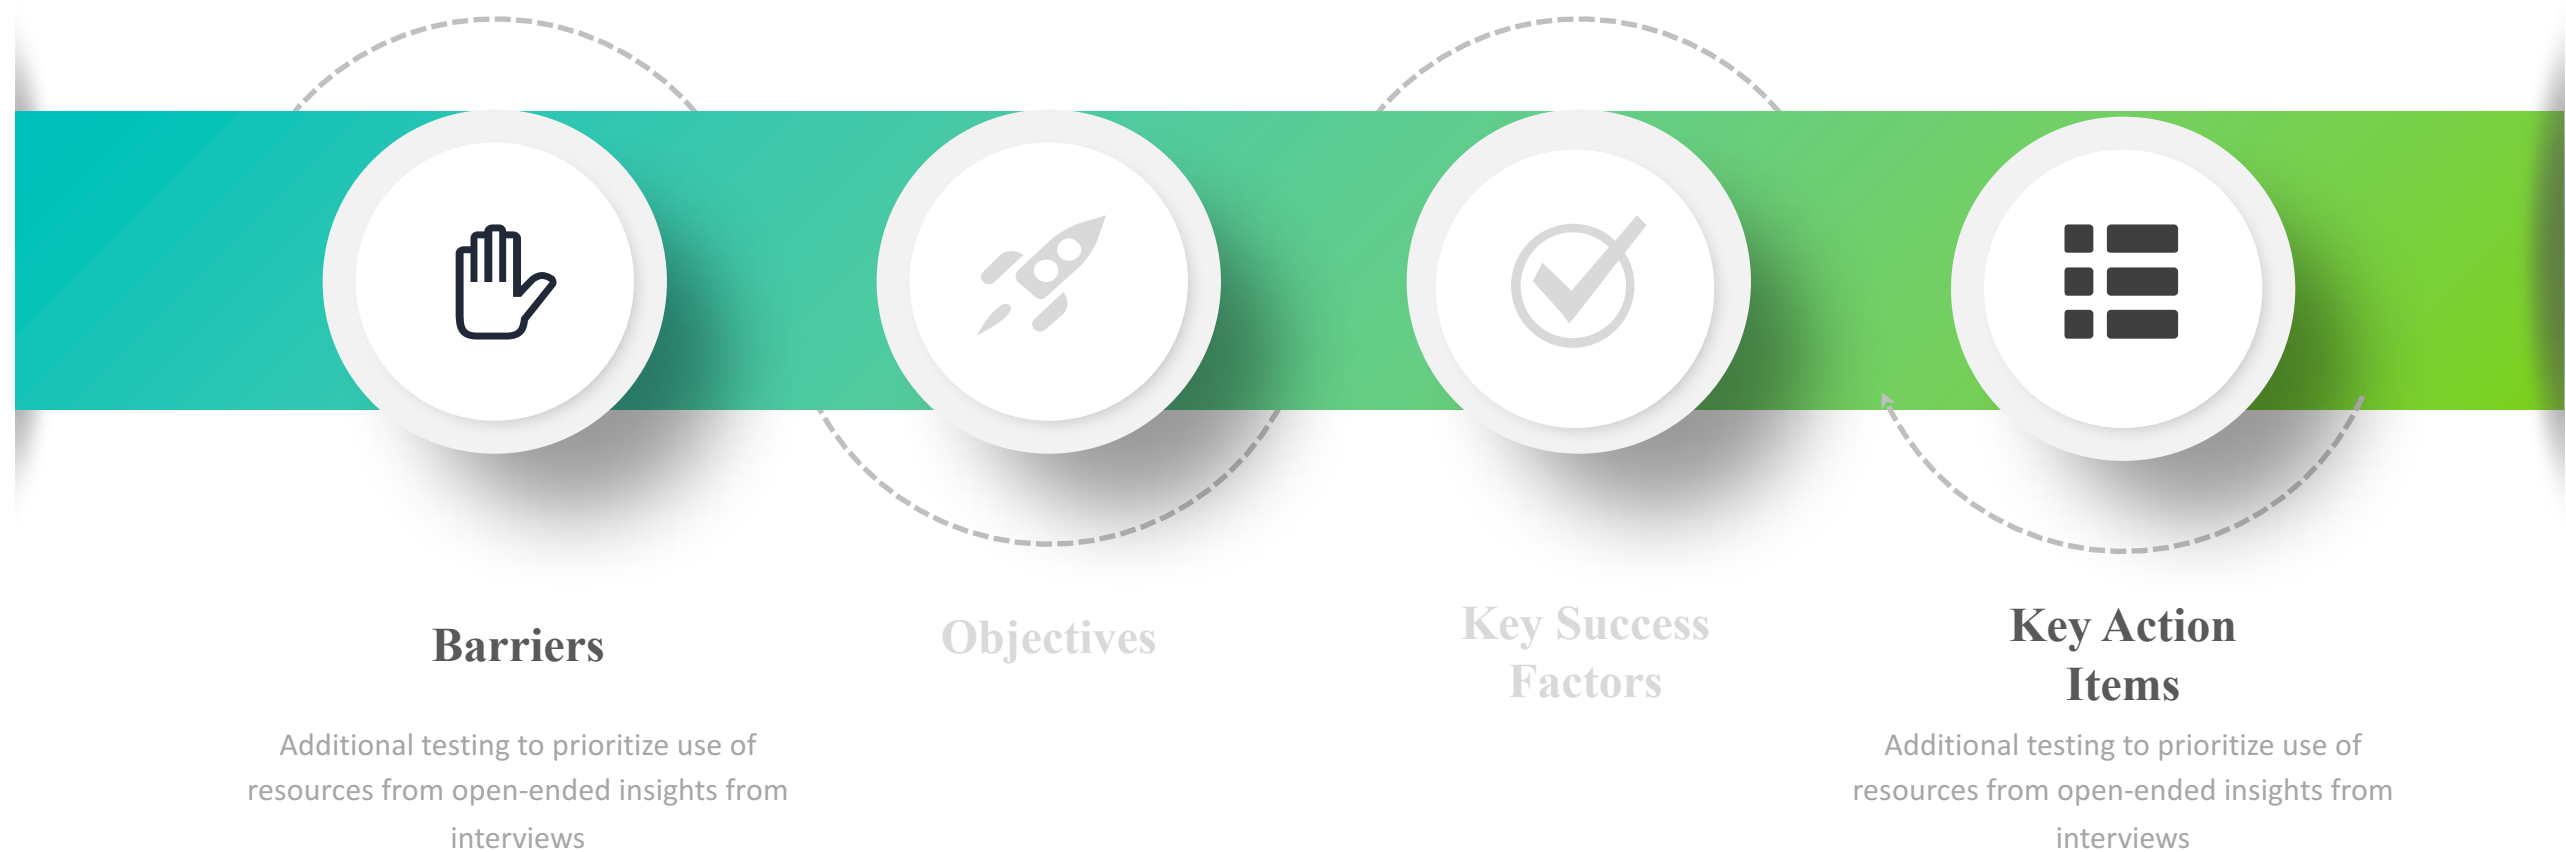 Barriers
Additional testing to prioritize use of
resources from open-ended insights from
interviews
Objectives
Key Success
Factors
Key Action
Items
Additional testing to prioritize use of
resources from open-ended insights from
interviews